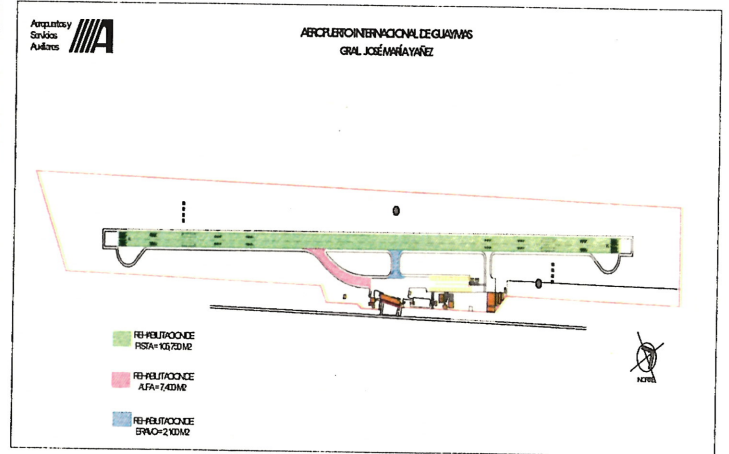 Aeropuertos y
Servicios
Auxiliares
AEROPUERTO INTERNACIONAL DE GUAYMAS
GRAL. JOSÉ MARÍA YAÑEZ
REHABILITACION DE
PISTA = 105,750 M2
REHABILITACION DE
ALFA = 7,400 M2
REHABILITACION DE
BRAVO = 2,100 M2
NORTE